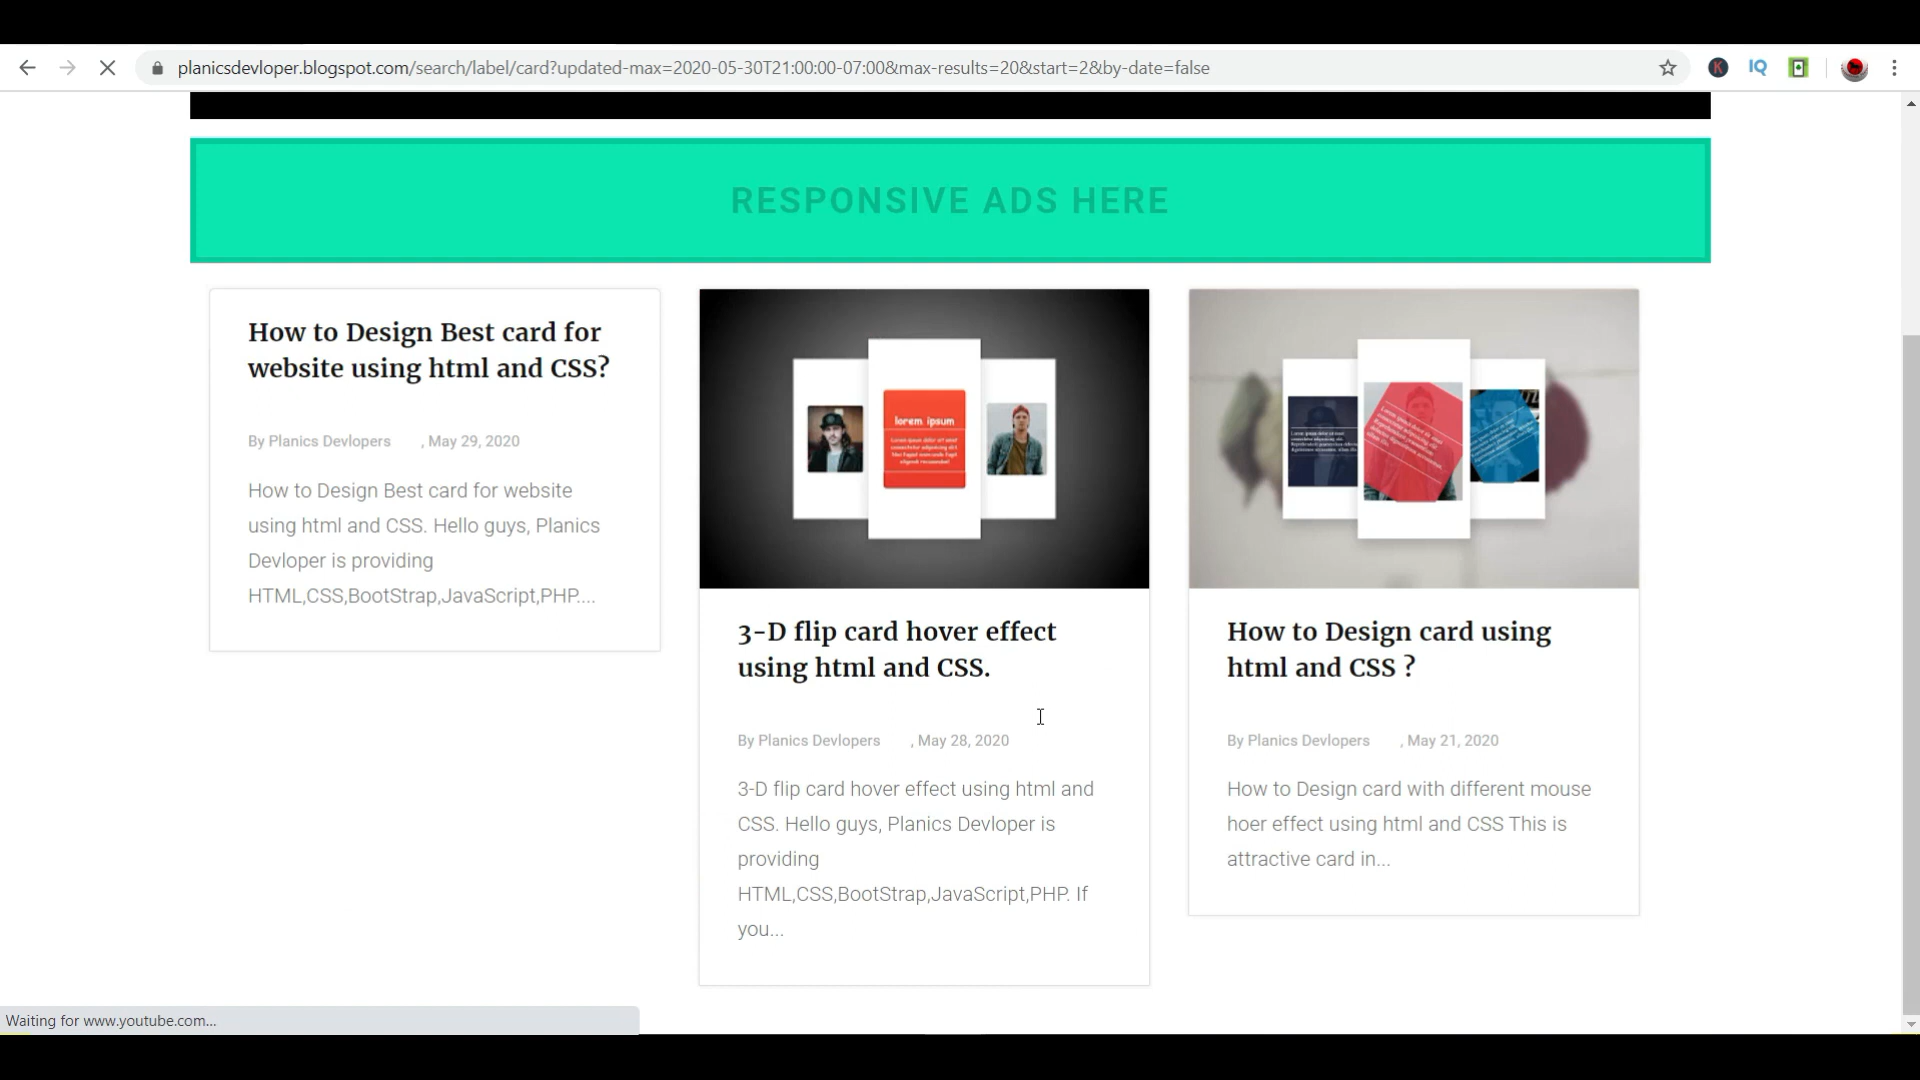 planicsdevloper.blogspot.com/search/label/card?updated-max=2020-05-30T21:00:00-07:00&max-results=20&start=2&by-date=false
K
IQ
RESPONSIVE ADS HERE
How to Design Best card for
website using html and CSS?
By Planics Devlopers , May 29, 2020
How to Design Best card for website
using html and CSS. Hello guys, Planics
Devloper is providing
HTML,CSS,BootStrap,JavaScript,PHP....
lorem ipsum
3-D flip card hover effect
using html and CSS.
By Planics Devlopers , May 28, 2020
3-D flip card hover effect using html and
CSS. Hello guys, Planics Devloper is
providing
HTML,CSS,BootStrap,JavaScript,PHP. If
you...
How to Design card using
html and CSS ?
By Planics Devlopers , May 21, 2020
How to Design card with different mouse
hoer effect using html and CSS This is
attractive card in...
Waiting for www.youtube.com...